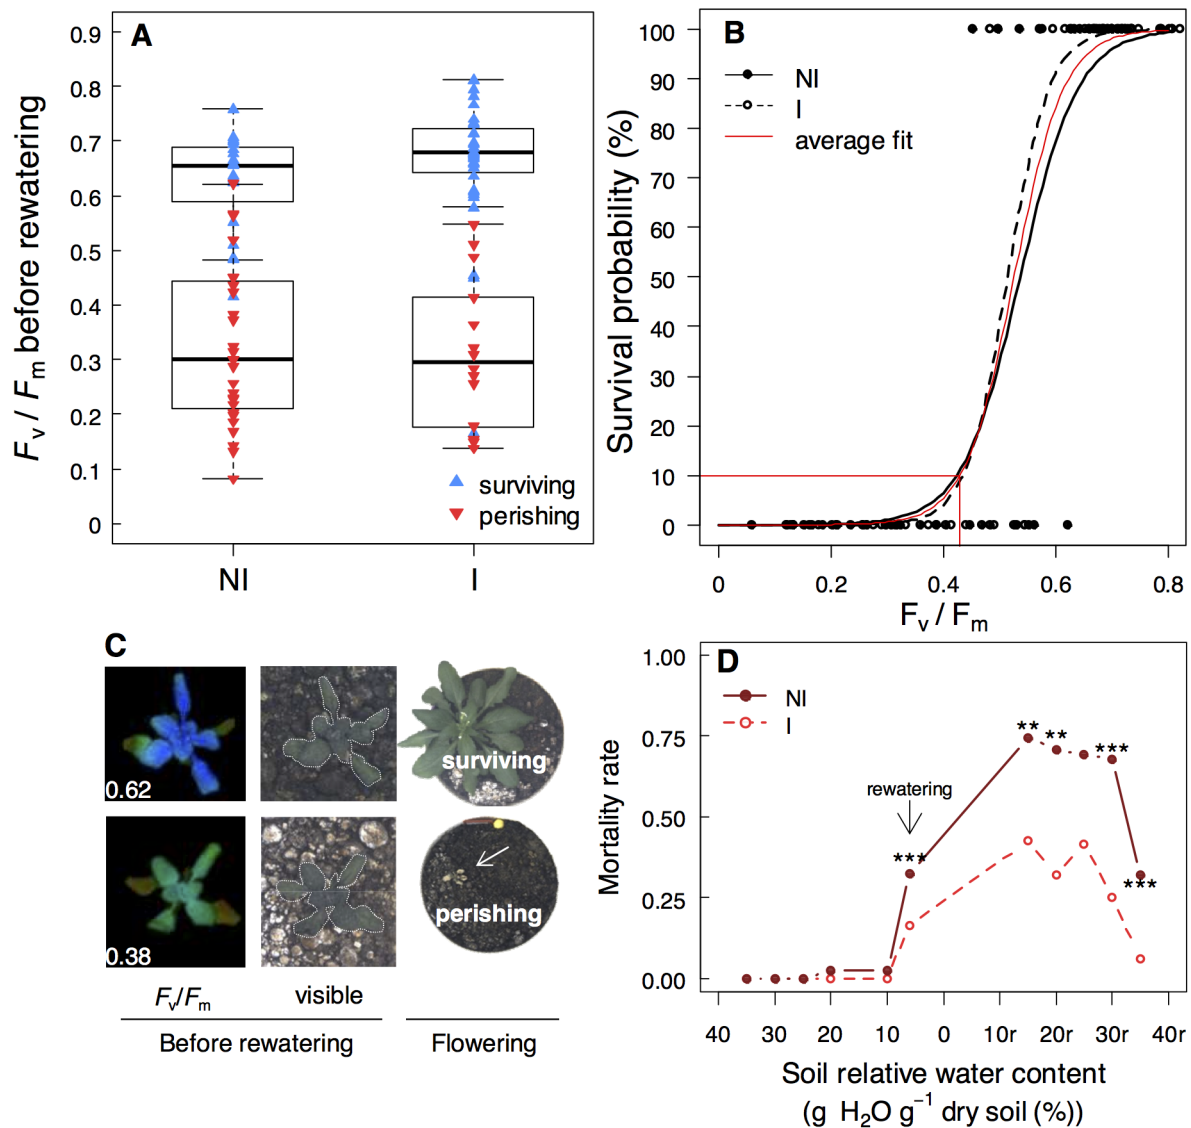 A
0.9
0.8
0.7
0.6
0.5
0.4
0.3
0.2
0.1
0
Fv / Fm before rewatering
surviving
perishing
NI
I
B
100
90
80
70
60
50
40
30
20
10
0
Survival probability (%)
NI
I
average fit
0
0.2
0.4
0.6
0.8
Fv / Fm
C
0.62
surviving
0.38
perishing
Fv/Fm
visible
Before rewatering
Flowering
D
1.00
0.75
0.50
0.25
0.00
Mortality rate
NI
I
rewatering
***
**
**
***
***
40
30
20
10
0
10r
20r
30r
40r
Soil relative water content
(g H2O g−1 dry soil (%))